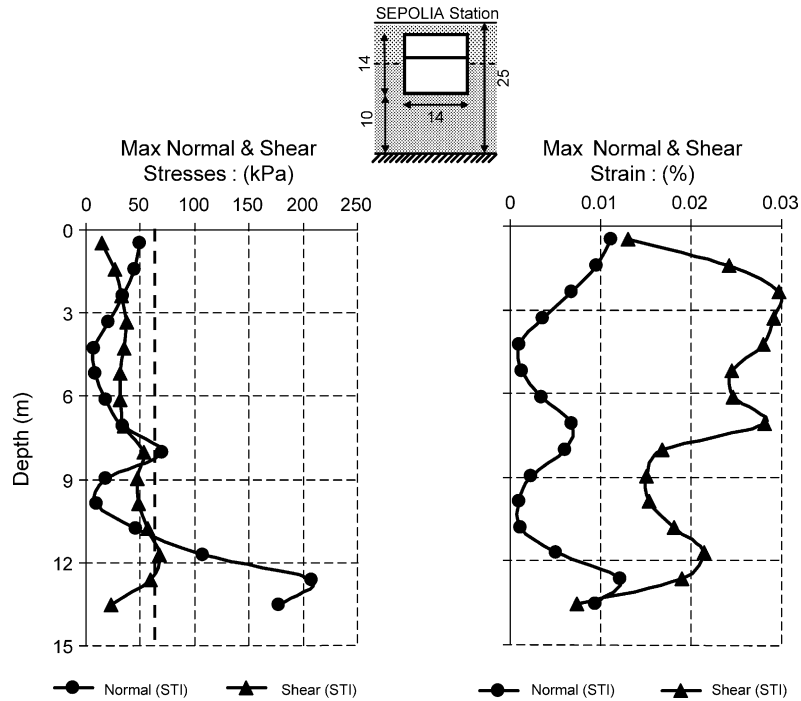 SEPOLIA Station
14
25
14
10
Max Normal & Shear
Stresses : (kPa)
0 50 100 150 200 250
0
3
6
9
12
15
Depth (m)
Normal (STI)
Shear (STI)
Max Normal & Shear
Strain : (%)
0 0.01 0.02 0.03
Normal (STI)
Shear (STI)